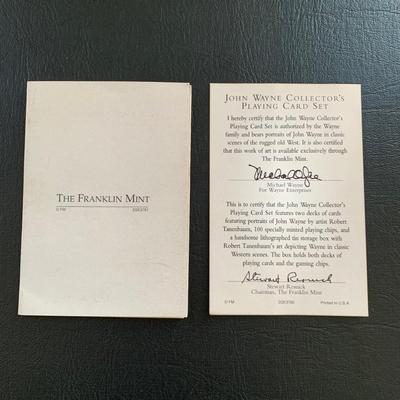 THE FRANKLIN MINT
© FM
JOHN WAYNE COLLECTOR'S
PLAYING CARD SET
I hereby certify that the John Wayne Collector's
Playing Card Set is authorized by the Wayne
family and bears portraits of John Wayne in classic
scenes of the rugged old West. It is also certified
that this work of art is available exclusively through
The Franklin Mint.
Michael Wayne
For Wayne Enterprises
This is to certify that the John Wayne Collector's
Playing Card Set features two decks of cards
featuring portraits of John Wayne by artist Robert
Tanenbaum, 100 specially minted playing chips, and
a handsome lithographed tin storage box with
Robert Tanenbaum's art depicting Wayne in classic
Western scenes. The box holds both decks of
playing cards and the gaming chips.
Stewart Resnick
Stewart Resnick
Chairman, The Franklin Mint
© FM
Printed in U.S.A.